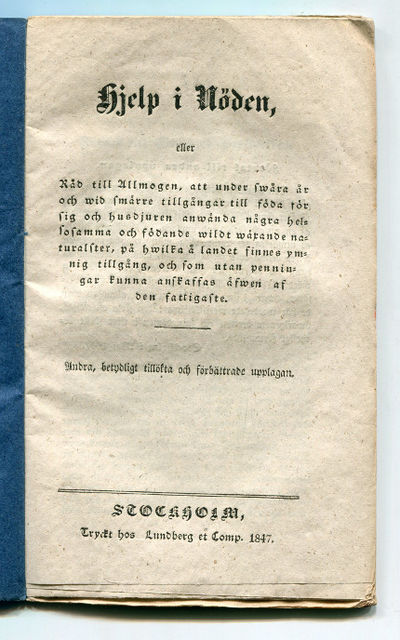 Hjelp i Nöden,
eller
Råd till Allmogen, att under swåra år
och wid smärre tillgångar till föda för
sig och husdjuren anwända några hel=
sosamma och födande wildt wäxande na=
turalster, på hwilka å landet finnes ym=
nig tillgång, och som utan pennin=
gar kunna anskaffas äfwen af
den fattigaste.
Andra, betydligt tillökta och förbättrade upplagan.
STOCKHOLM,
Tryckt hos Lundberg et Comp. 1847.